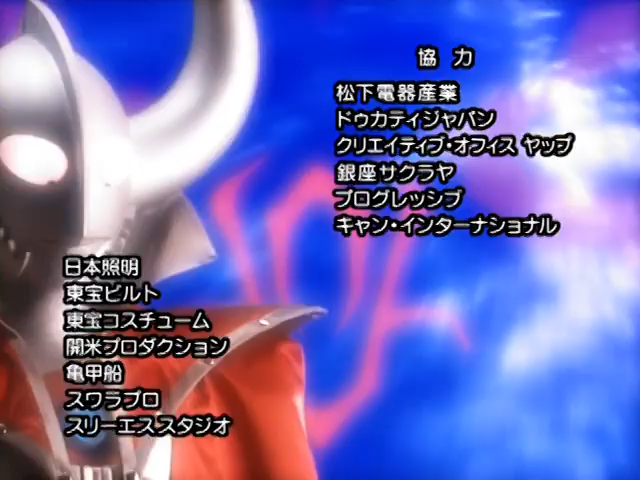 協力
松下電器産業
ドゥカティジャパン
クリエイティブ・オフィス ヤップ
銀座サクラヤ
プログレッシブ
キャン・インターナショナル
日本照明
東宝ビルト
東宝コスチューム
開米プロダクション
亀甲船
スワラプロ
スリーエススタジオ